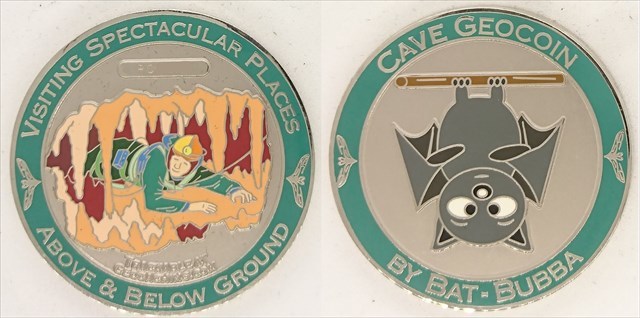 VISITING SPECTACULAR PLACES
ABOVE & BELOW GROUND
CAVE GEOCOIN
BY BAT-BUBBA